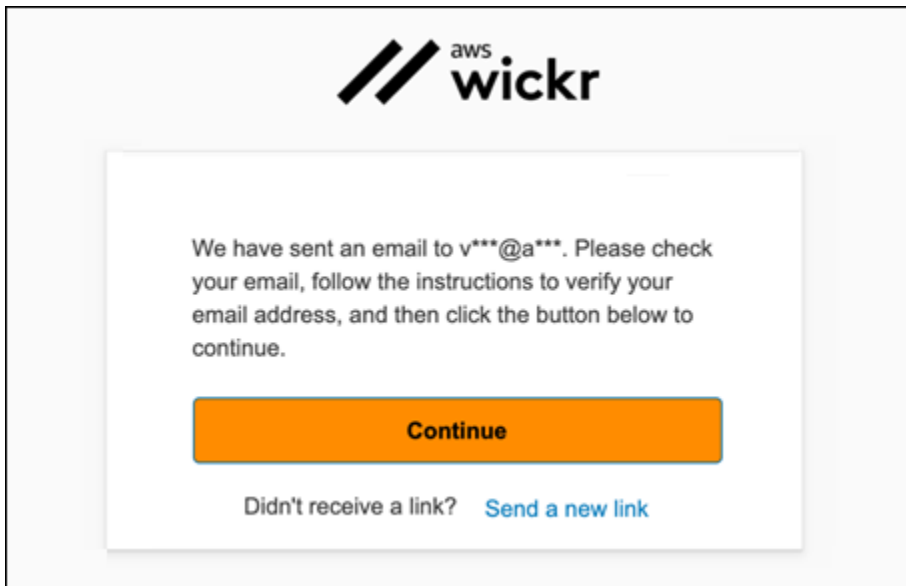 aws
wickr
We have sent an email to v***@a***. Please check
your email, follow the instructions to verify your
email address, and then click the button below to
continue.
Continue
Didn't receive a link? Send a new link